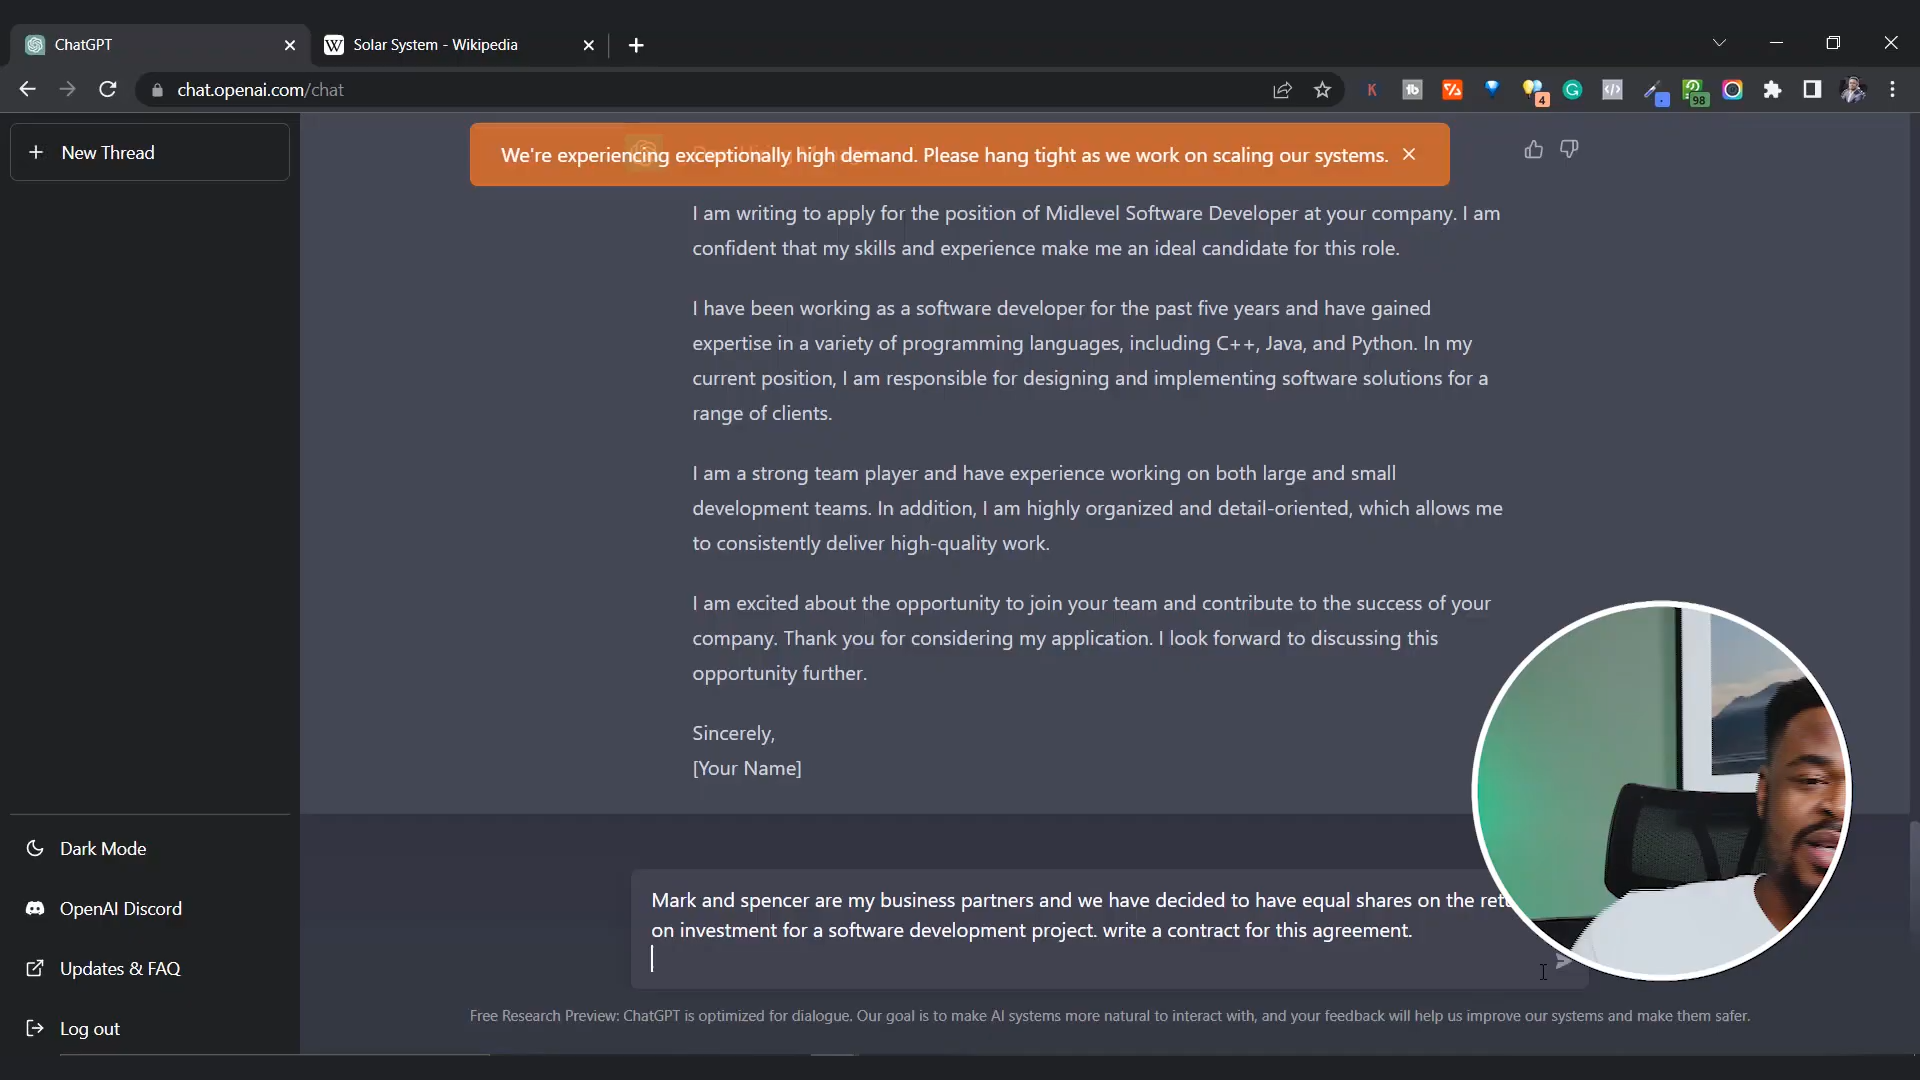 ChatGPT
Solar System - Wikipedia
chat.openai.com/chat
4
98
New Thread
We're experiencing exceptionally high demand. Please hang tight as we work on scaling our systems.
I am writing to apply for the position of Midlevel Software Developer at your company. I am
confident that my skills and experience make me an ideal candidate for this role.
I have been working as a software developer for the past five years and have gained
expertise in a variety of programming languages, including C++, Java, and Python. In my
current position, I am responsible for designing and implementing software solutions for a
range of clients.
I am a strong team player and have experience working on both large and small
development teams. In addition, I am highly organized and detail-oriented, which allows me
to consistently deliver high-quality work.
I am excited about the opportunity to join your team and contribute to the success of your
company. Thank you for considering my application. I look forward to discussing this
opportunity further.
Sincerely,
[Your Name]
Mark and spencer are my business partners and we have decided to have equal shares on the
on investment for a software development project. write a contract for this agreement.
Free Research Preview: ChatGPT is optimized for dialogue. Our goal is to make AI systems more natural to interact with, and your feedback will help us improve our systems and make them safer.
Dark Mode
OpenAI Discord
Updates & FAQ
Log out